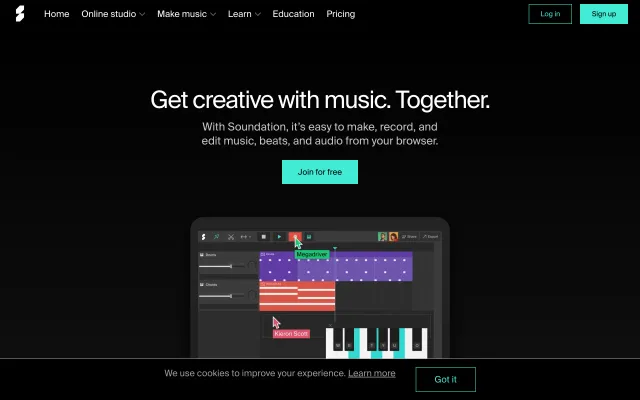 Home Online studio Make music Learn Education Pricing Log in Sign up
Get creative with music. Together.
With Soundation, it's easy to make, record, and
edit music, beats, and audio from your browser.
Join for free
Share Export
Megadriver
Kieron Scott
We use cookies to improve your experience. Learn more
Got it